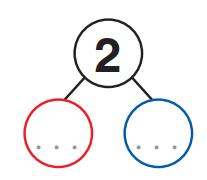 2
. . . . . .